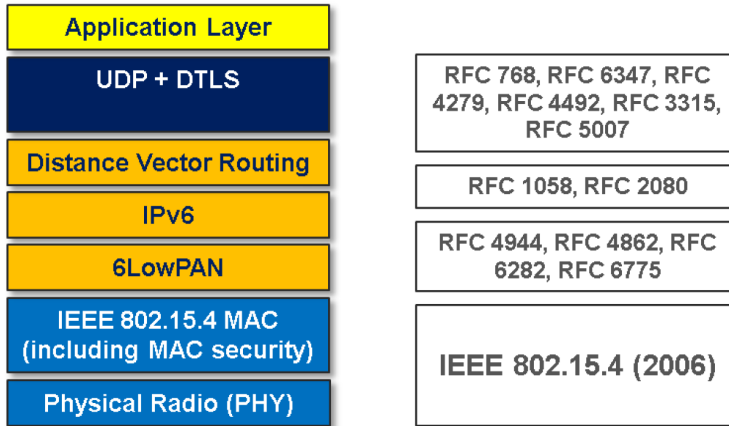 Application Layer
UDP + DTLS
RFC 768, RFC 6347, RFC
4279, RFC 4492, RFC 3315,
RFC 5007
Distance Vector Routing
RFC 1058, RFC 2080
IPv6
6LowPAN
RFC 4944, RFC 4862, RFC
6282, RFC 6775
IEEE 802.15.4 MAC
(including MAC security)
Physical Radio (PHY)
IEEE 802.15.4 (2006)